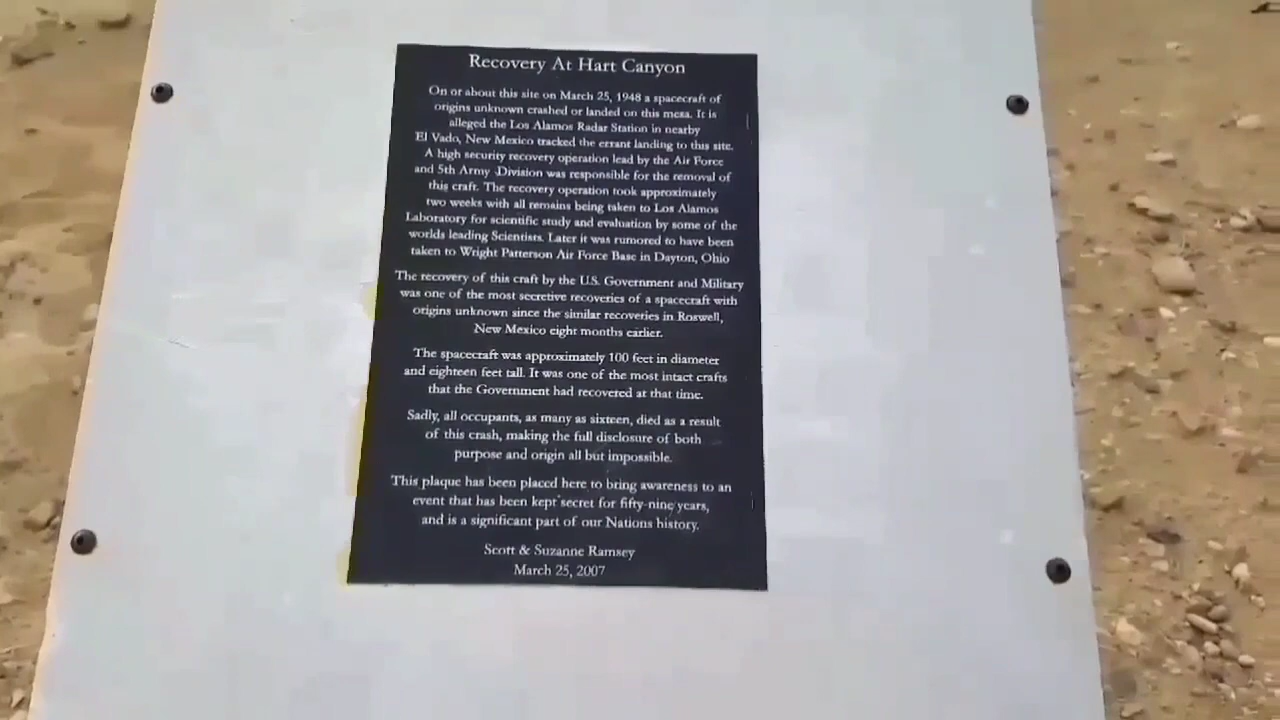 Recovery At Hart Canyon
On or about this site on March 25, 1948 a spacecraft of
origins unknown crashed or landed on this mesa. It is
alleged the Los Alamos Radar Station in nearby
El Vado, New Mexico tracked the errant landing to this site.
A high security recovery operation lead by the Air Force
and 5th Army Division was responsible for the removal of
this craft. The recovery operation took approximately
two weeks with all remains being taken to Los Alamos
Laboratory for scientific study and evaluation by some of the
worlds leading Scientists. Later it was rumored to have been
taken to Wright Patterson Air Force Base in Dayton, Ohio
The recovery of this craft by the U.S. Government and Military
was one of the most secretive recoveries of a spacecraft with
origins unknown since the similar recoveries in Roswell,
New Mexico eight months earlier.
The spacecraft was approximately 100 feet in diameter
and eighteen feet tall. It was one of the most intact crafts
that the Government had recovered at that time.
Sadly, all occupants, as many as sixteen, died as a result
of this crash, making the full disclosure of both
purpose and origin all but impossible.
This plaque has been placed here to bring awareness to an
event that has been kept secret for fifty-nine years,
and is a significant part of our Nations history.
Scott & Suzanne Ramsey
March 25, 2007